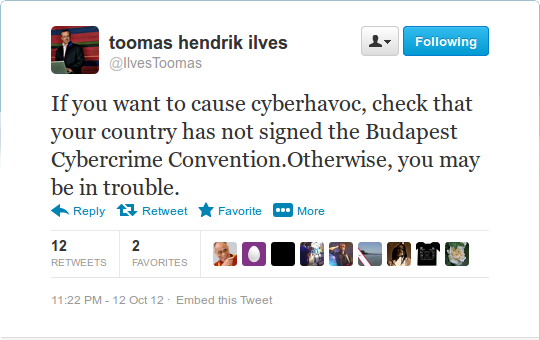 toomas hendrik ilves
@IlvesToomas
Following
If you want to cause cyberhavoc, check that
your country has not signed the Budapest
Cybercrime Convention.Otherwise, you may
be in trouble.
Reply Retweet Favorite More
12 2
RETWEETS FAVORITES
11:22 PM - 12 Oct 12 · Embed this Tweet